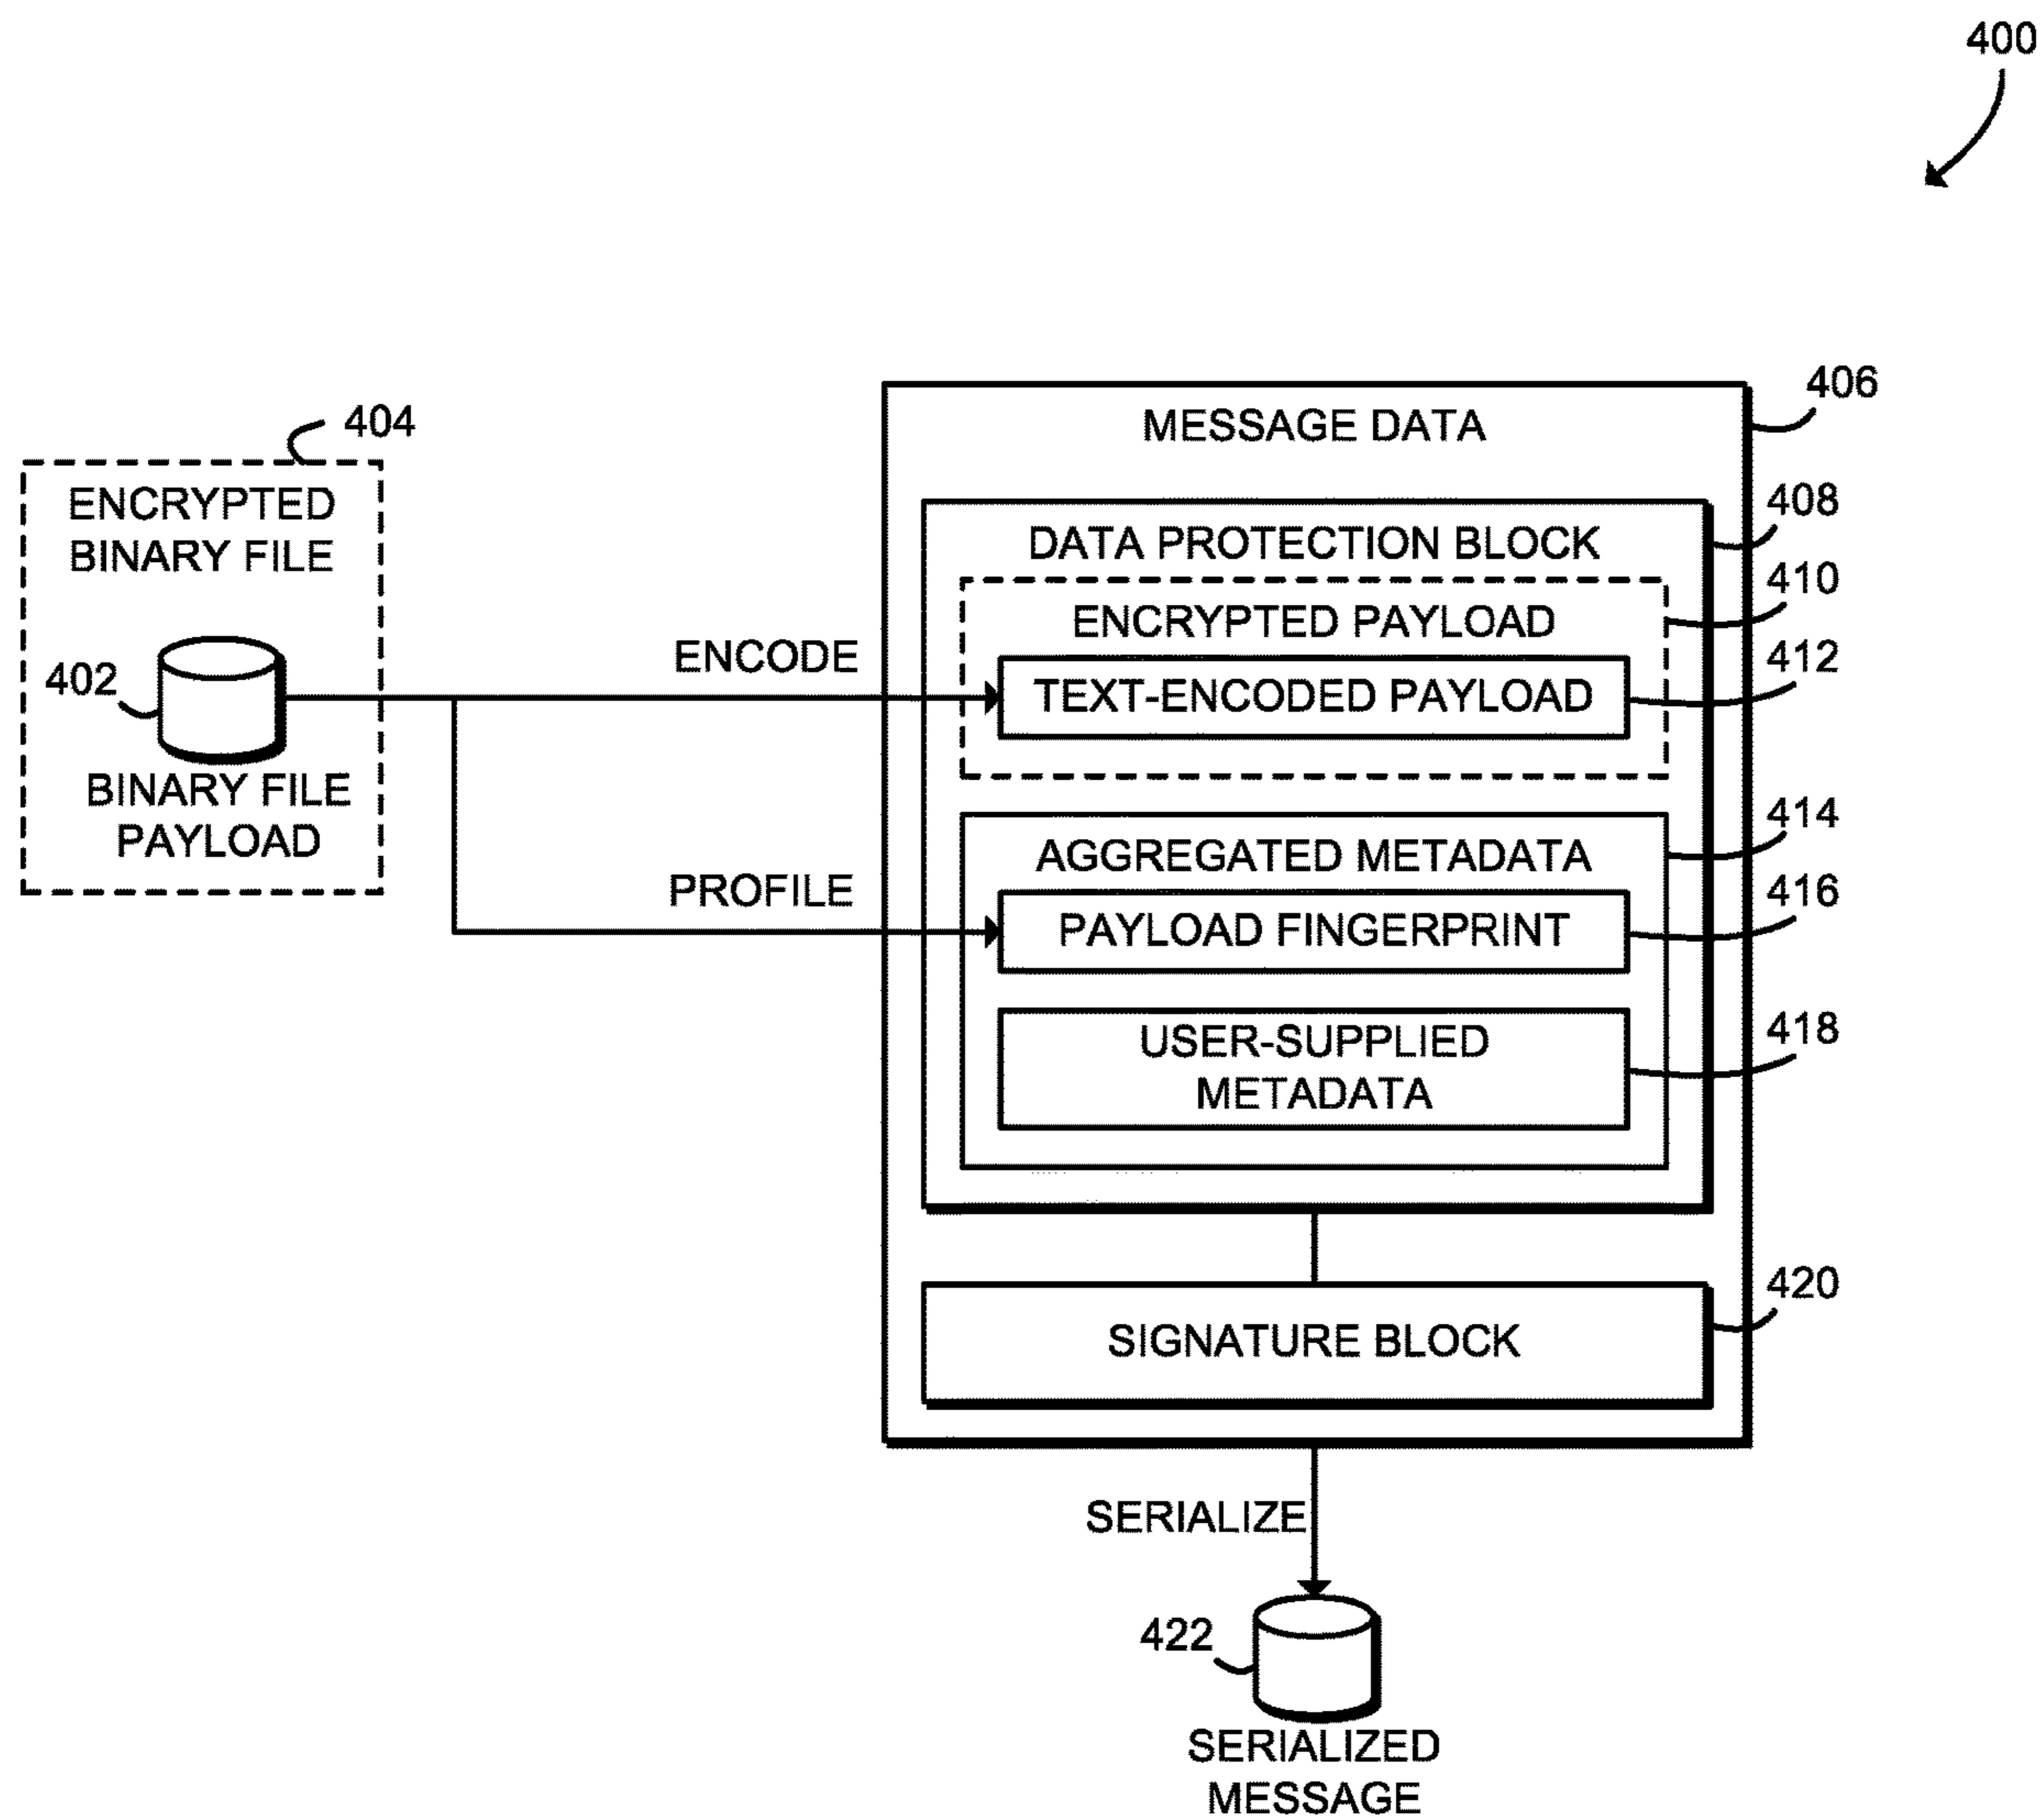 400
406
MESSAGE DATA
404
ENCRYPTED
BINARY FILE
408
DATA PROTECTION BLOCK
410
ENCRYPTED PAYLOAD
ENCODE
412
TEXT-ENCODED PAYLOAD
402
BINARY FILE
PAYLOAD
414
AGGREGATED METADATA
PROFILE
416
PAYLOAD FINGERPRINT
418
USER-SUPPLIED
METADATA
420
SIGNATURE BLOCK
SERIALIZE
422
SERIALIZED
MESSAGE